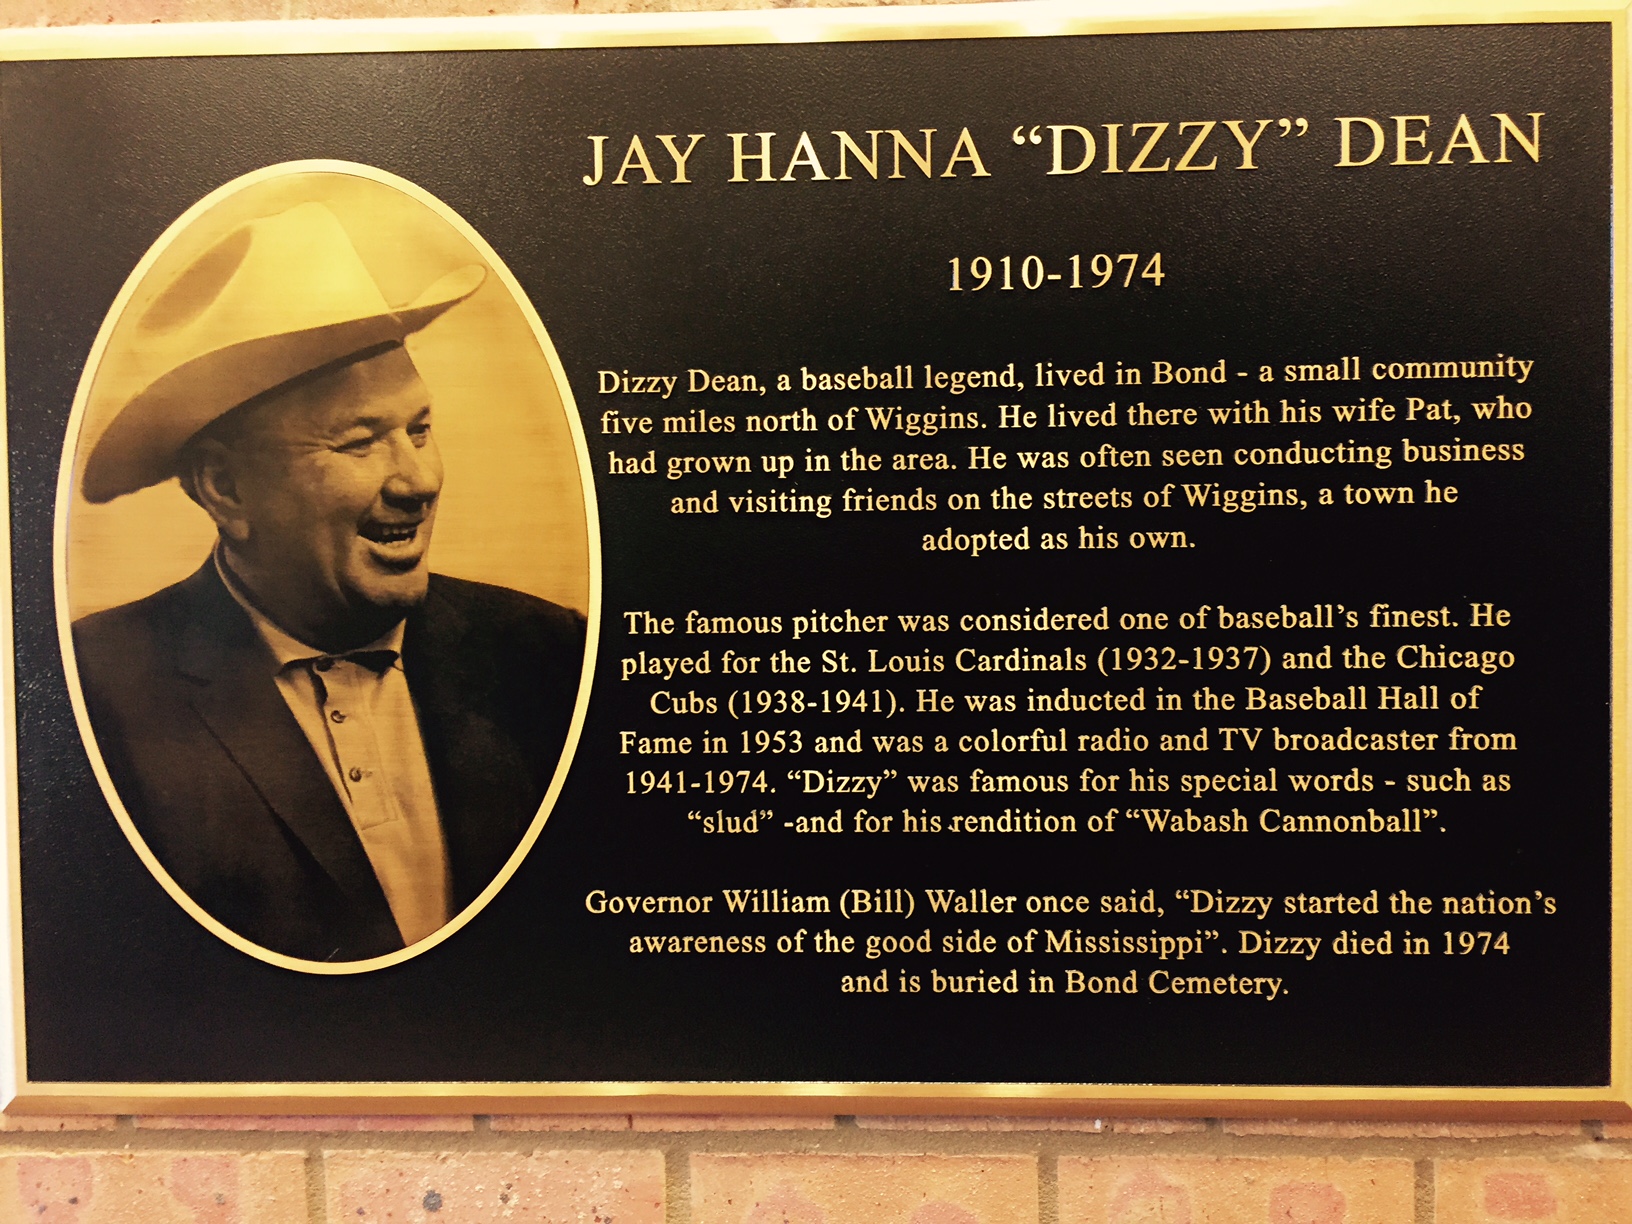 JAY HANNA “DIZZY” DEAN
1910-1974
Dizzy Dean, a baseball legend, lived in Bond - a small community
five miles north of Wiggins. He lived there with his wife Pat, who
had grown up in the area. He was often seen conducting business
and visiting friends on the streets of Wiggins, a town he
adopted as his own.
The famous pitcher was considered one of baseball’s finest. He
played for the St. Louis Cardinals (1932-1937) and the Chicago
Cubs (1938-1941). He was inducted in the Baseball Hall of
Fame in 1953 and was a colorful radio and TV broadcaster from
1941-1974. “Dizzy” was famous for his special words - such as
“slud” -and for his rendition of “Wabash Cannonball”.
Governor William (Bill) Waller once said, “Dizzy started the nation’s
awareness of the good side of Mississippi”. Dizzy died in 1974
and is buried in Bond Cemetery.